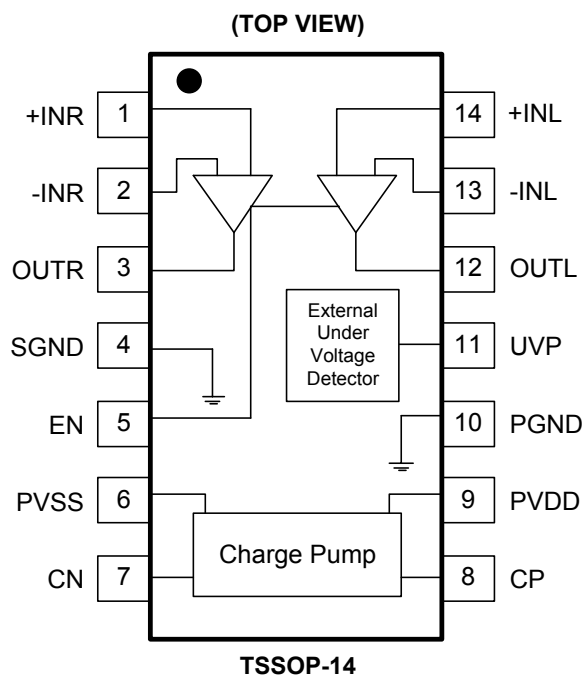 (TOP VIEW)
+INR 1 14 +INL
-INR 2 13 -INL
OUTR 3 12 OUTL
External
Under
Voltage
Detector
SGND 4 11 UVP
EN 5 10 PGND
PVSS 6 9 PVDD
Charge Pump
CN 7 8 CP
TSSOP-14